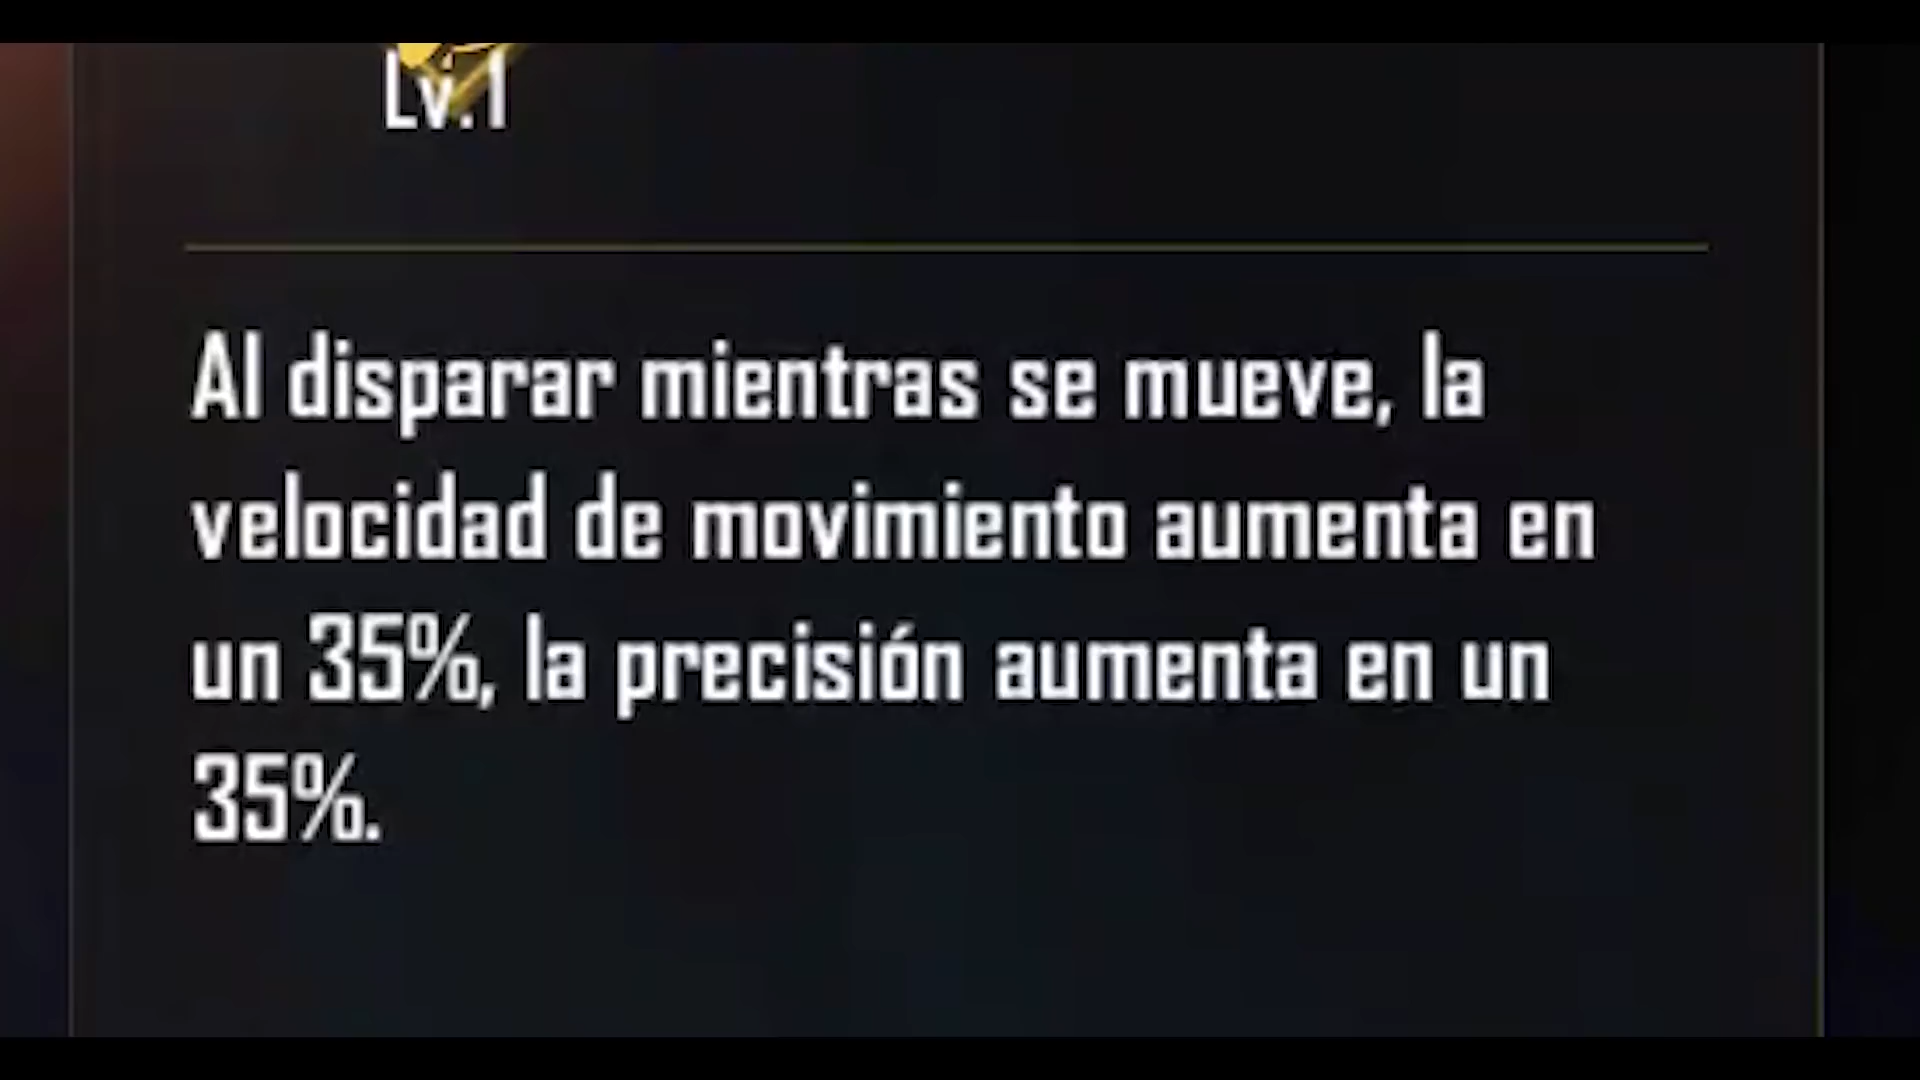 Lv.1
Al disparar mientras se mueve, la
velocidad de movimiento aumenta en
un 35%, la precisión aumenta en un
35%.